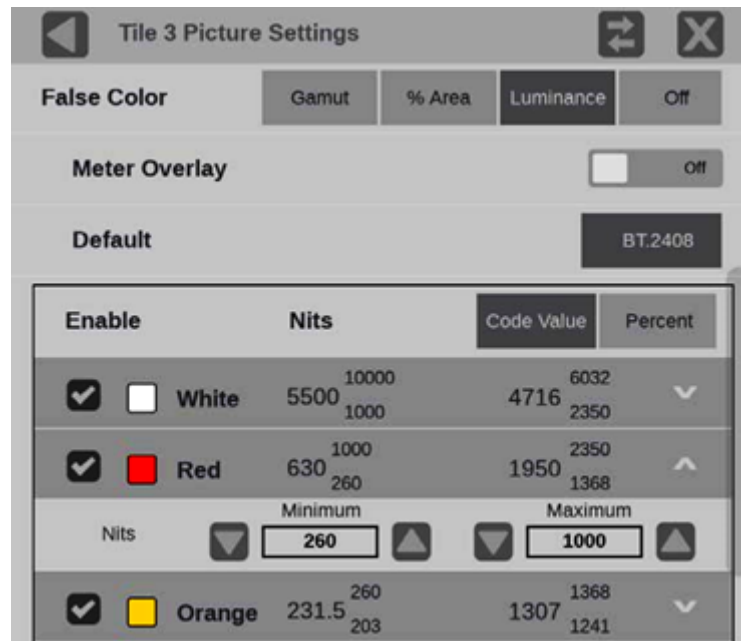 Tile 3 Picture Settings
False Color Gamut % Area Luminance Off
Meter Overlay Off
Default BT.2408
Enable Nits Code Value Percent
White 5500 10000 1000 4716 6032 2350
Red 630 1000 260 1950 2350 1368
Minimum Maximum
Nits 260 1000
Orange 231.5 260 203 1307 1368 1241